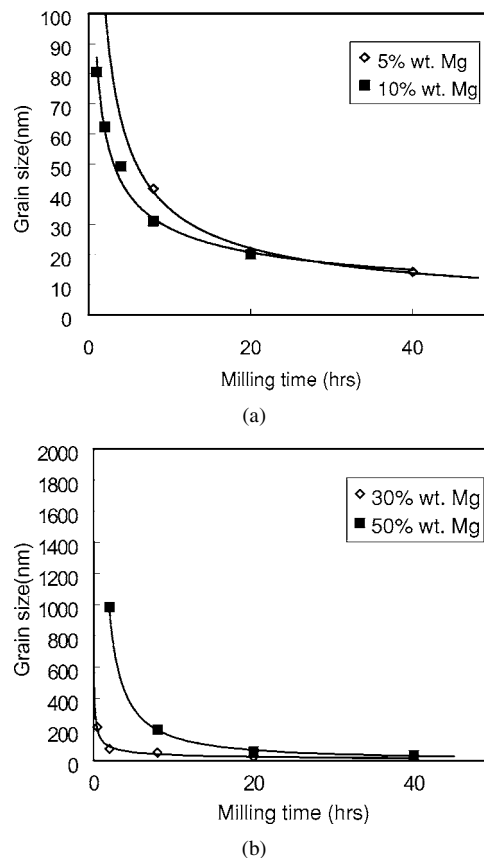 100
90
80
70
60
50
40
30
20
10
0
Grain size(nm)
5% wt. Mg
10% wt. Mg
0 20 40
Milling time (hrs)
(a)
2000
1800
1600
1400
1200
1000
800
600
400
200
0
Grain size(nm)
30% wt. Mg
50% wt. Mg
0 20 40
Milling time (hrs)
(b)